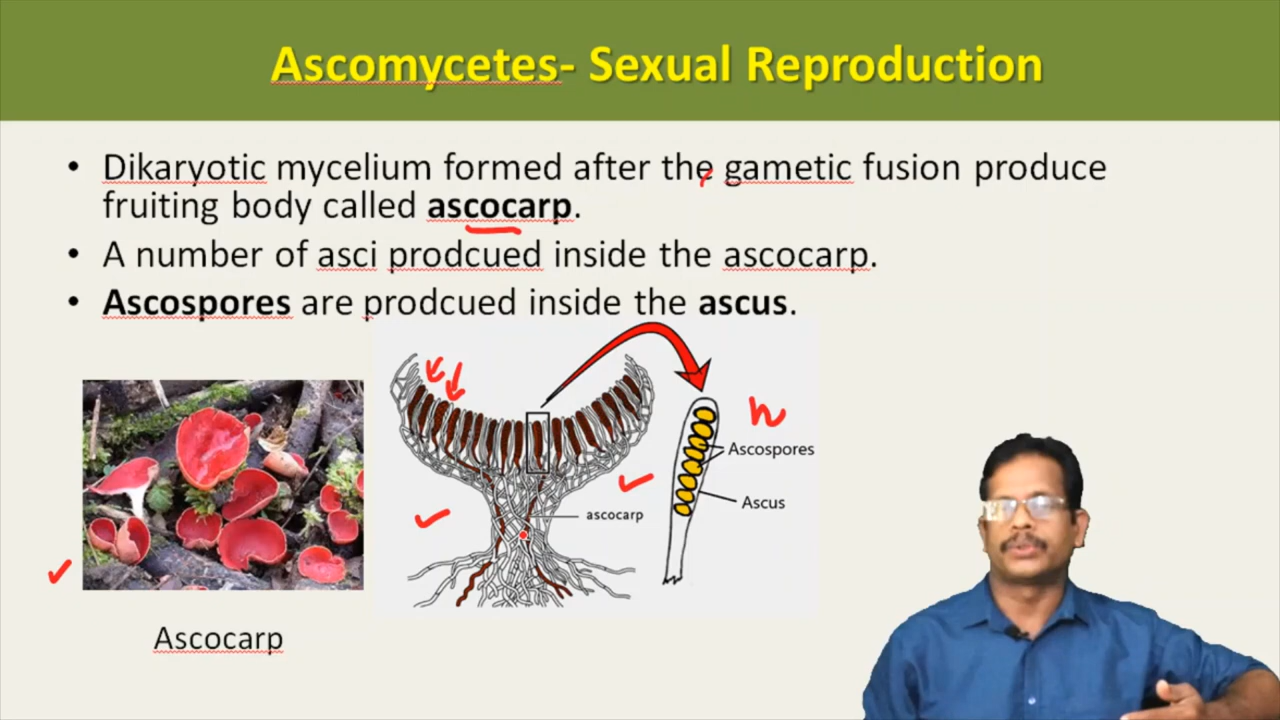 Ascomycetes- Sexual Reproduction
• Dikaryotic mycelium formed after the gametic fusion produce
fruiting body called ascocarp.
• A number of asci prodcued inside the ascocarp.
• Ascospores are prodcued inside the ascus.
n
Ascospores
Ascus
ascocarp
Ascocarp